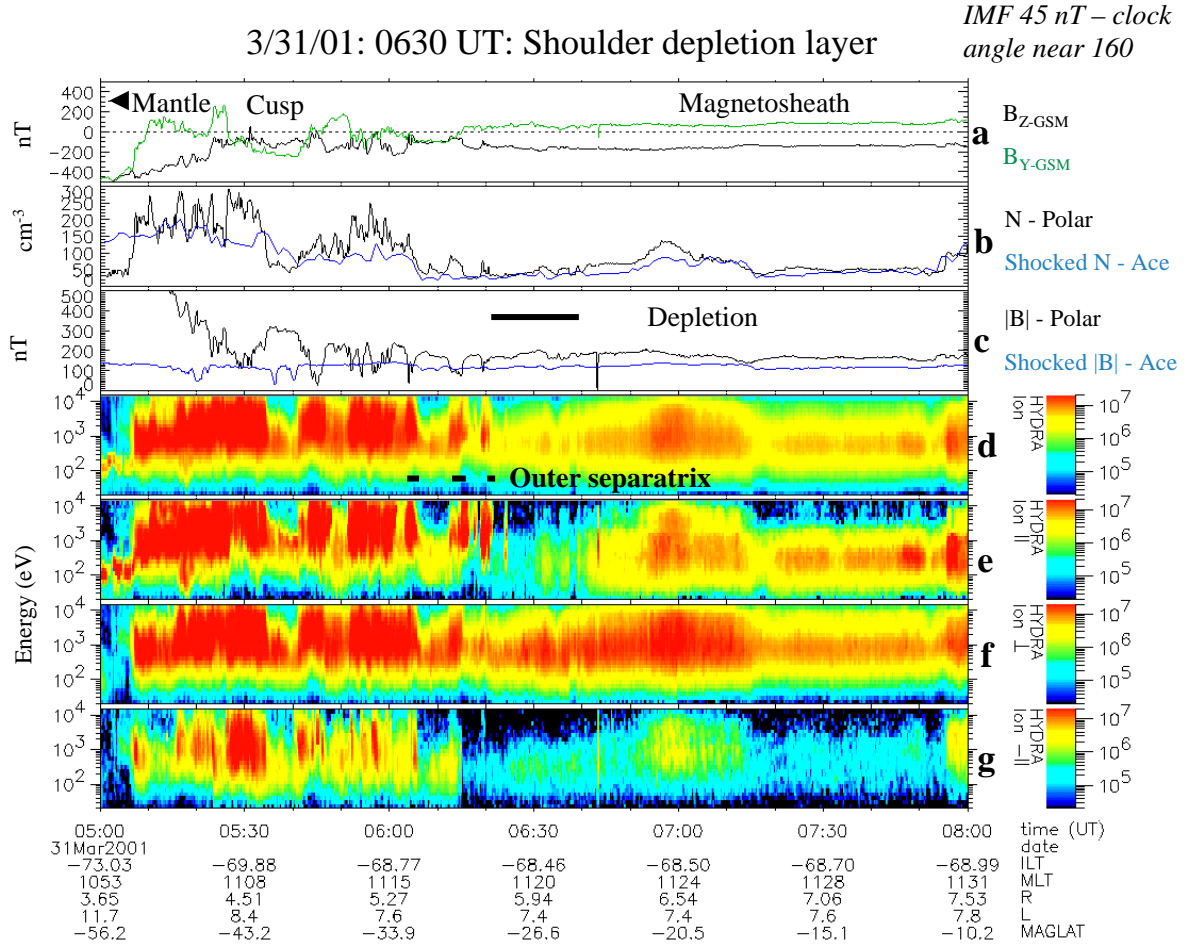 3/31/01: 0630 UT: Shoulder depletion layer
IMF 45 nT – clock
angle near 160
400
200
0
−200
−400
nT
Mantle
Cusp
Magnetosheath
a
B Z-GSM
B Y-GSM
300
250
200
150
100
50
0
cm-3
b
N - Polar
Shocked N - Ace
500
400
300
200
100
0
nT
Depletion
c
|B| - Polar
Shocked |B| - Ace
Energy (eV)
10^4
10^3
10^2
d
Outer separatrix
HYDRA
Ion
10^7
10^6
10^5
10^4
10^3
10^2
e
HYDRA
Ion ||
10^7
10^6
10^5
10^4
10^3
10^2
f
HYDRA
Ion ⊥
10^7
10^6
10^5
10^4
10^3
10^2
g
HYDRA
Ion −||
10^7
10^6
10^5
05:00 05:30 06:00 06:30 07:00 07:30 08:00 time (UT)
31Mar2001 date
−73.03 −69.88 −68.77 −68.46 −68.50 −68.70 −68.99 ILT
1053 1108 1115 1120 1124 1128 1131 MLT
3.65 4.51 5.27 5.94 6.54 7.06 7.53 R
11.7 8.4 7.6 7.4 7.4 7.6 7.8 L
−56.2 −43.2 −33.9 −26.6 −20.5 −15.1 −10.2 MAGLAT